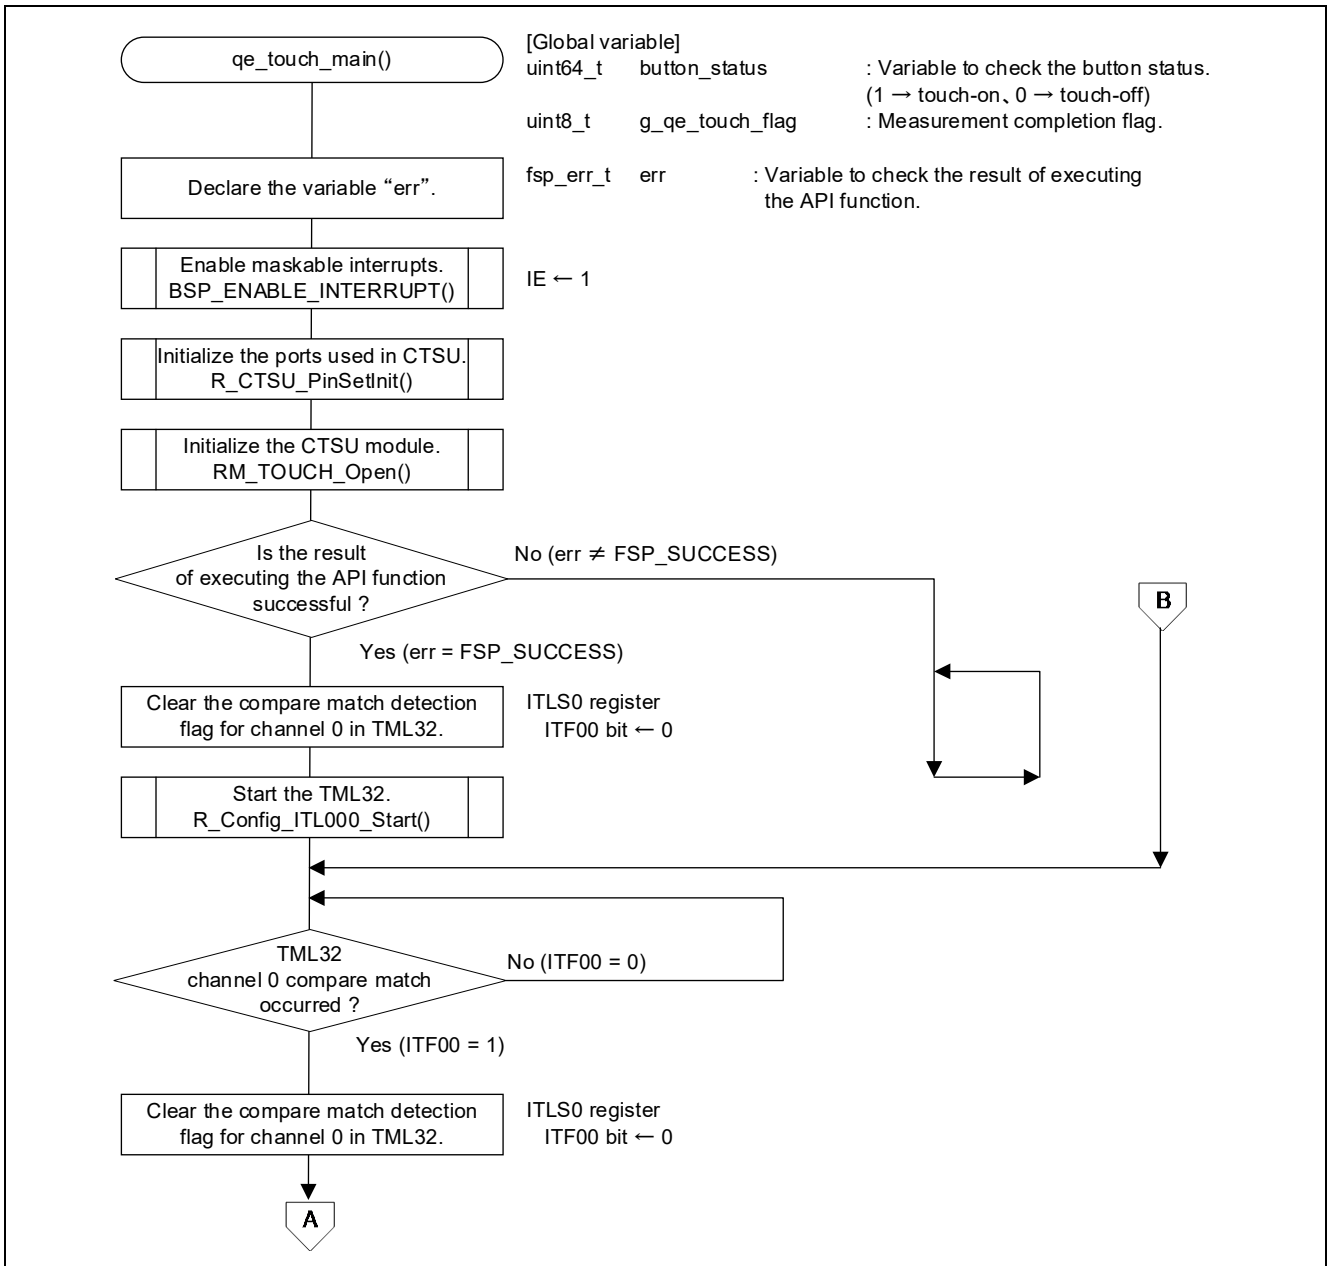 qe_touch_main()
[Global variable]
uint64_t button_status : Variable to check the button status.
(1 → touch-on、0 → touch-off)
uint8_t g_qe_touch_flag : Measurement completion flag.
Declare the variable “err”.
fsp_err_t err : Variable to check the result of executing
the API function.
Enable maskable interrupts.
BSP_ENABLE_INTERRUPT()
IE ← 1
Initialize the ports used in CTSU.
R_CTSU_PinSetInit()
Initialize the CTSU module.
RM_TOUCH_Open()
Is the result
of executing the API function
successful ?
No (err ≠ FSP_SUCCESS)
B
Yes (err = FSP_SUCCESS)
Clear the compare match detection
flag for channel 0 in TML32.
ITLS0 register
ITF00 bit ← 0
Start the TML32.
R_Config_ITL000_Start()
TML32
channel 0 compare match
occurred ?
No (ITF00 = 0)
Yes (ITF00 = 1)
Clear the compare match detection
flag for channel 0 in TML32.
ITLS0 register
ITF00 bit ← 0
A